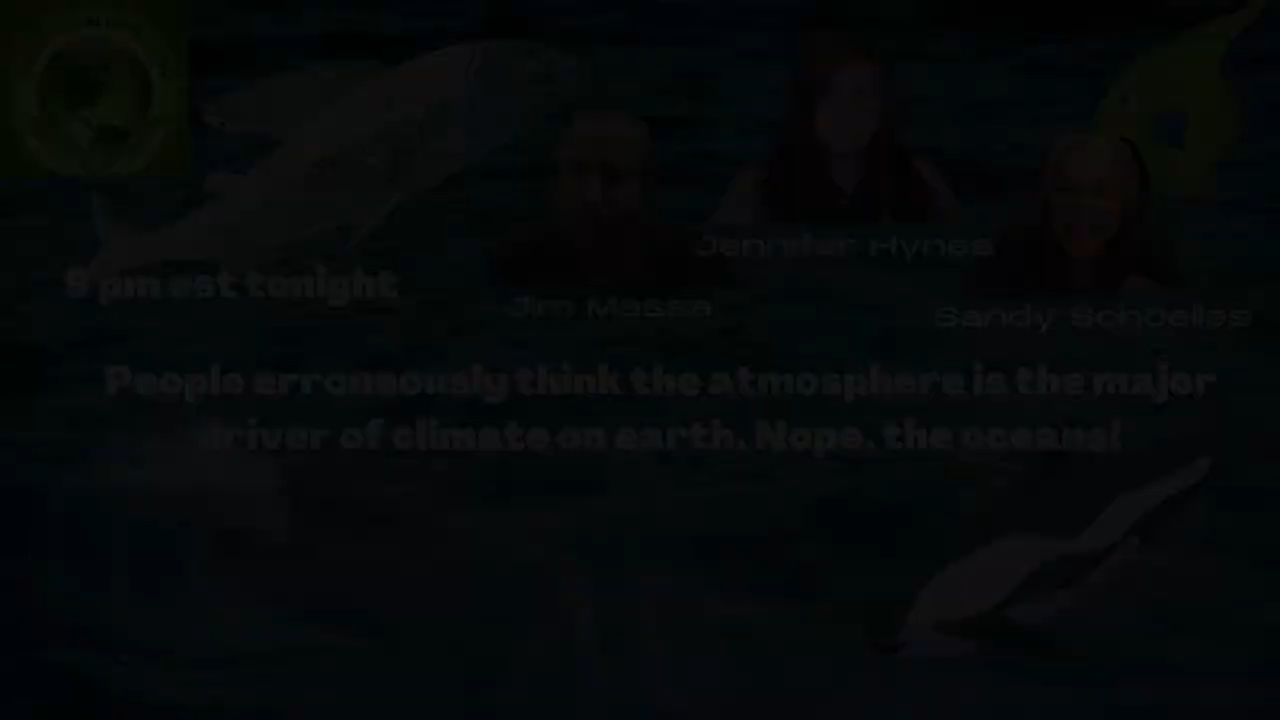 Jennifer Hynes
9 pm est tonight
Jim Massa
Sandy Schoelles
People erroneously think the atmosphere is the major
driver of climate on earth. Nope. the oceans!